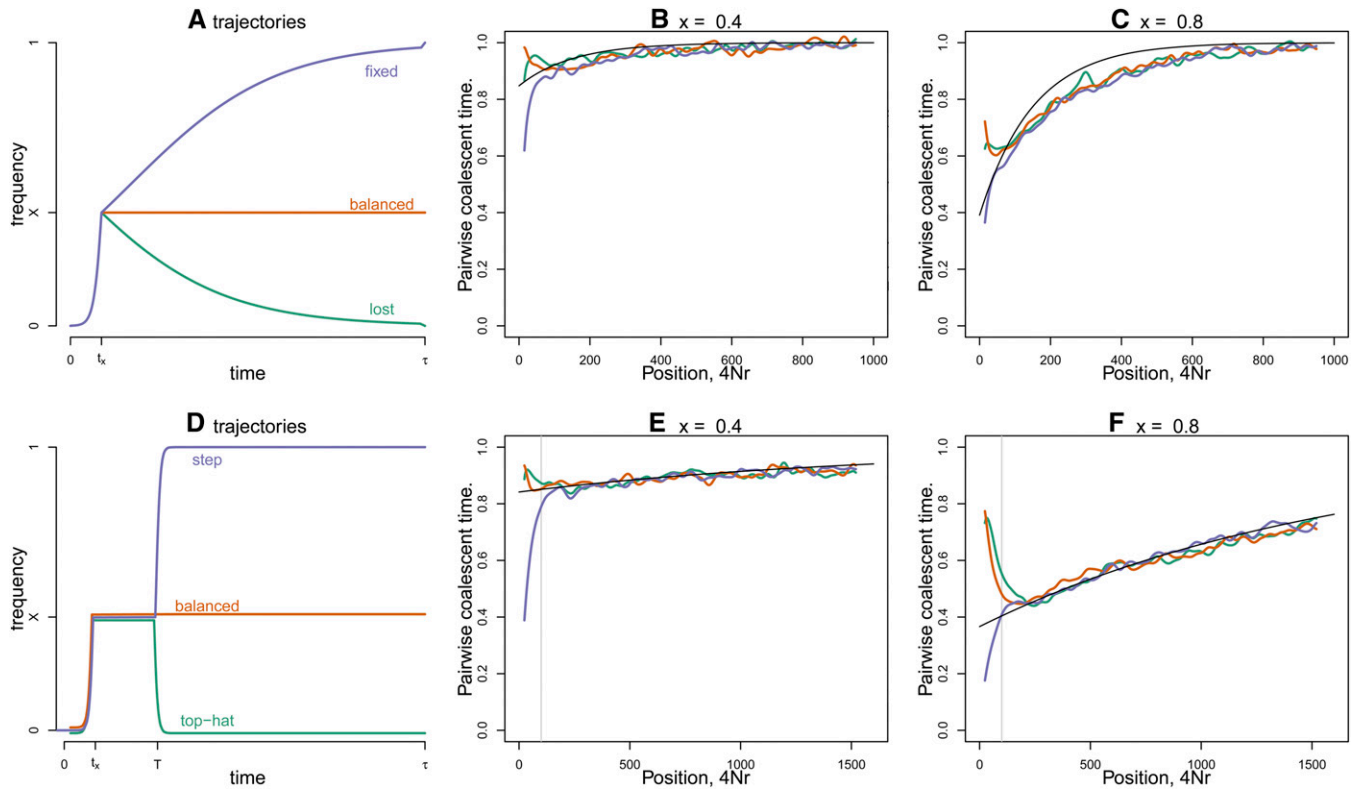 A trajectories
frequency
1
x
0
fixed
balanced
lost
0 tx τ
time
B x = 0.4
Pairwise coalescent time.
1.0
0.8
0.6
0.4
0.2
0.0
0 200 400 600 800 1000
Position, 4Nr
C x = 0.8
Pairwise coalescent time.
1.0
0.8
0.6
0.4
0.2
0.0
0 200 400 600 800 1000
Position, 4Nr
D trajectories
frequency
1
x
0
step
balanced
top-hat
0 tx T τ
time
E x = 0.4
Pairwise coalescent time.
1.0
0.8
0.6
0.4
0.2
0.0
0 500 1000 1500
Position, 4Nr
F x = 0.8
Pairwise coalescent time.
1.0
0.8
0.6
0.4
0.2
0.0
0 500 1000 1500
Position, 4Nr